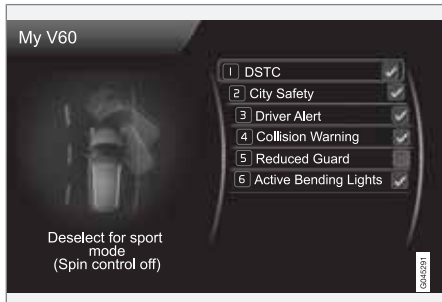 My V60
1 DSTC
2 City Safety
3 Driver Alert
4 Collision Warning
5 Reduced Guard
6 Active Bending Lights
Deselect for sport
mode
(Spin control off)
G045291